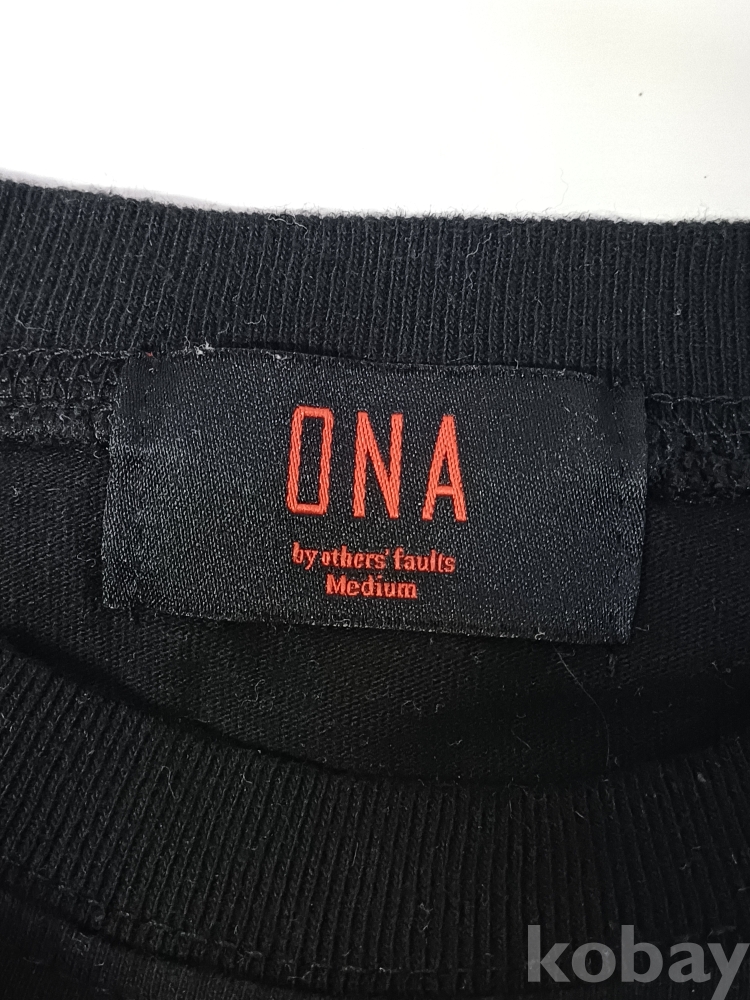 ONA
by others' faults
Medium
kobay